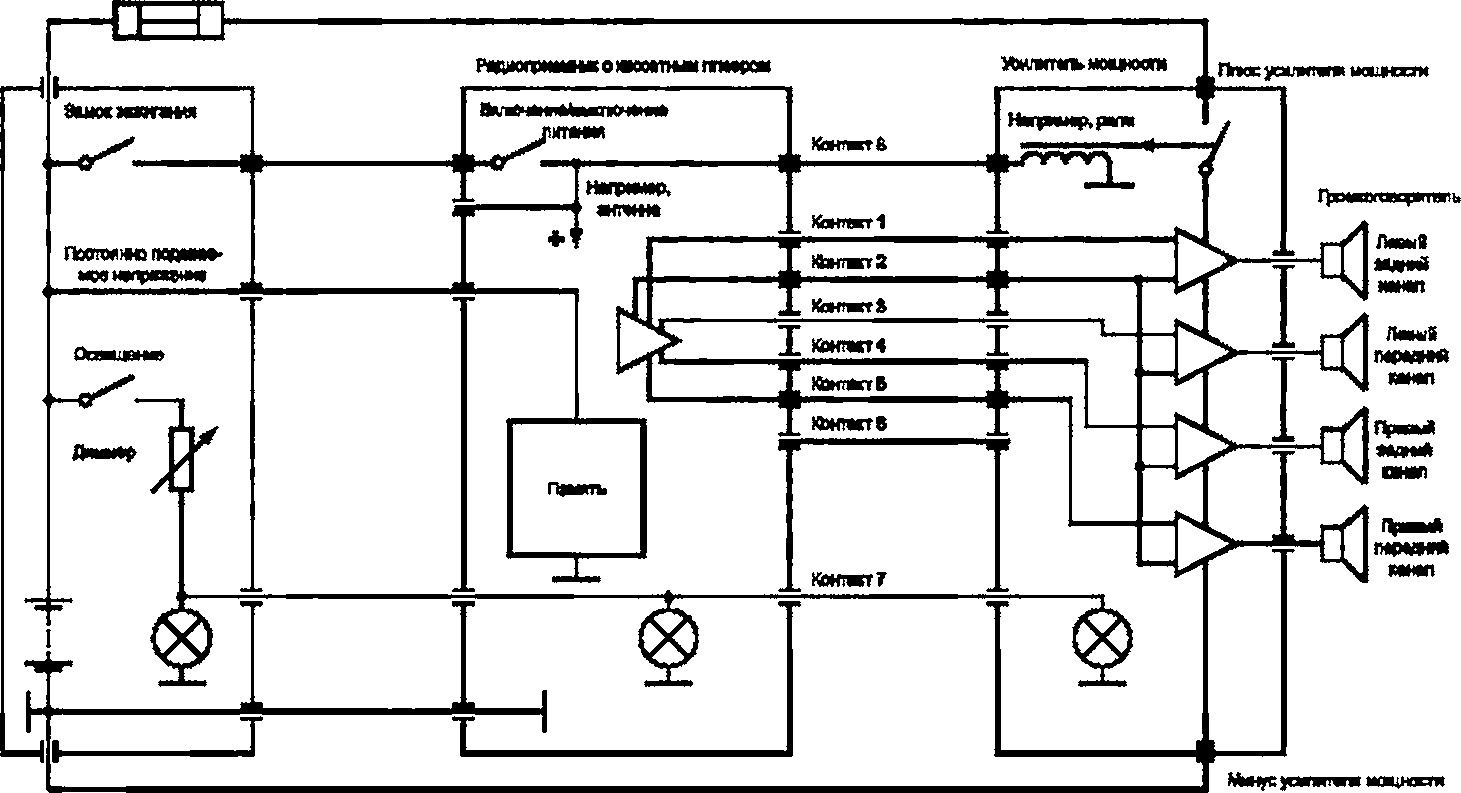 Радиоприемник с кассетным плеером
Усилитель мощности
Плюс усилителя мощности
Замок зажигания
Включение/выключение
питания
Например, реле
Контакт 8
Например,
антенна
Громкоговоритель
Контакт 1
Левый
задний
канал
Постоянно подавае-
мое напряжение
Контакт 2
Контакт 3
Левый
передний
канал
Освещение
Контакт 4
Контакт 5
Контакт 6
Правый
задний
канал
Диммер
Память
Правый
передний
канал
Контакт 7
Минус усилителя мощности